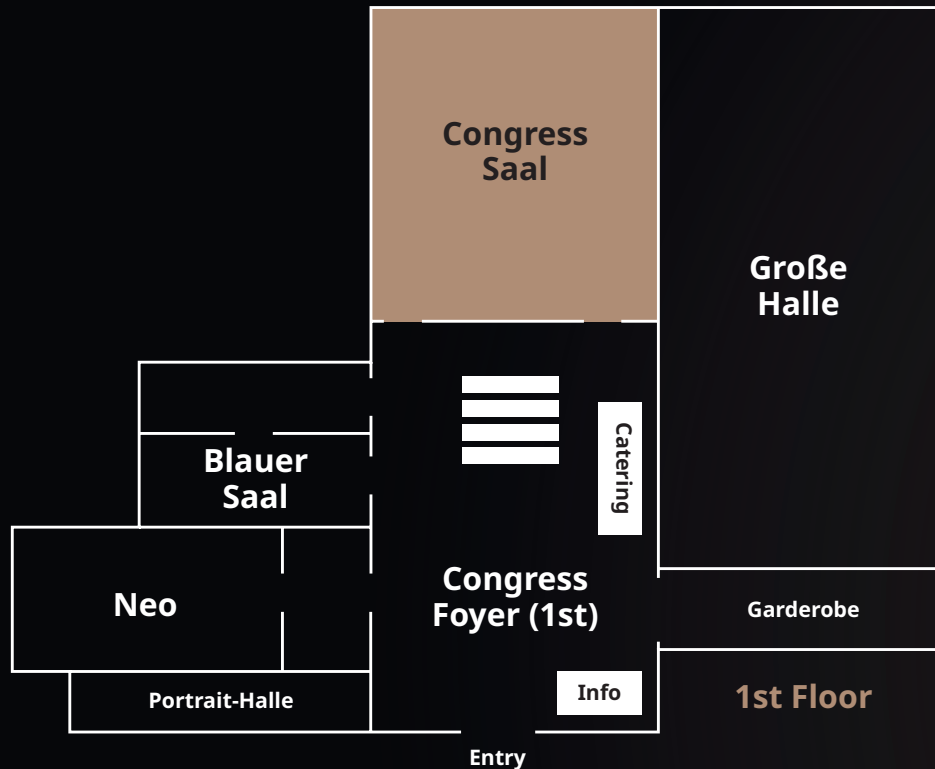 Congress
Saal
Große
Halle
Catering
Blauer
Saal
Neo
Congress
Foyer (1st)
Garderobe
Portrait-Halle
Info
1st Floor
Entry